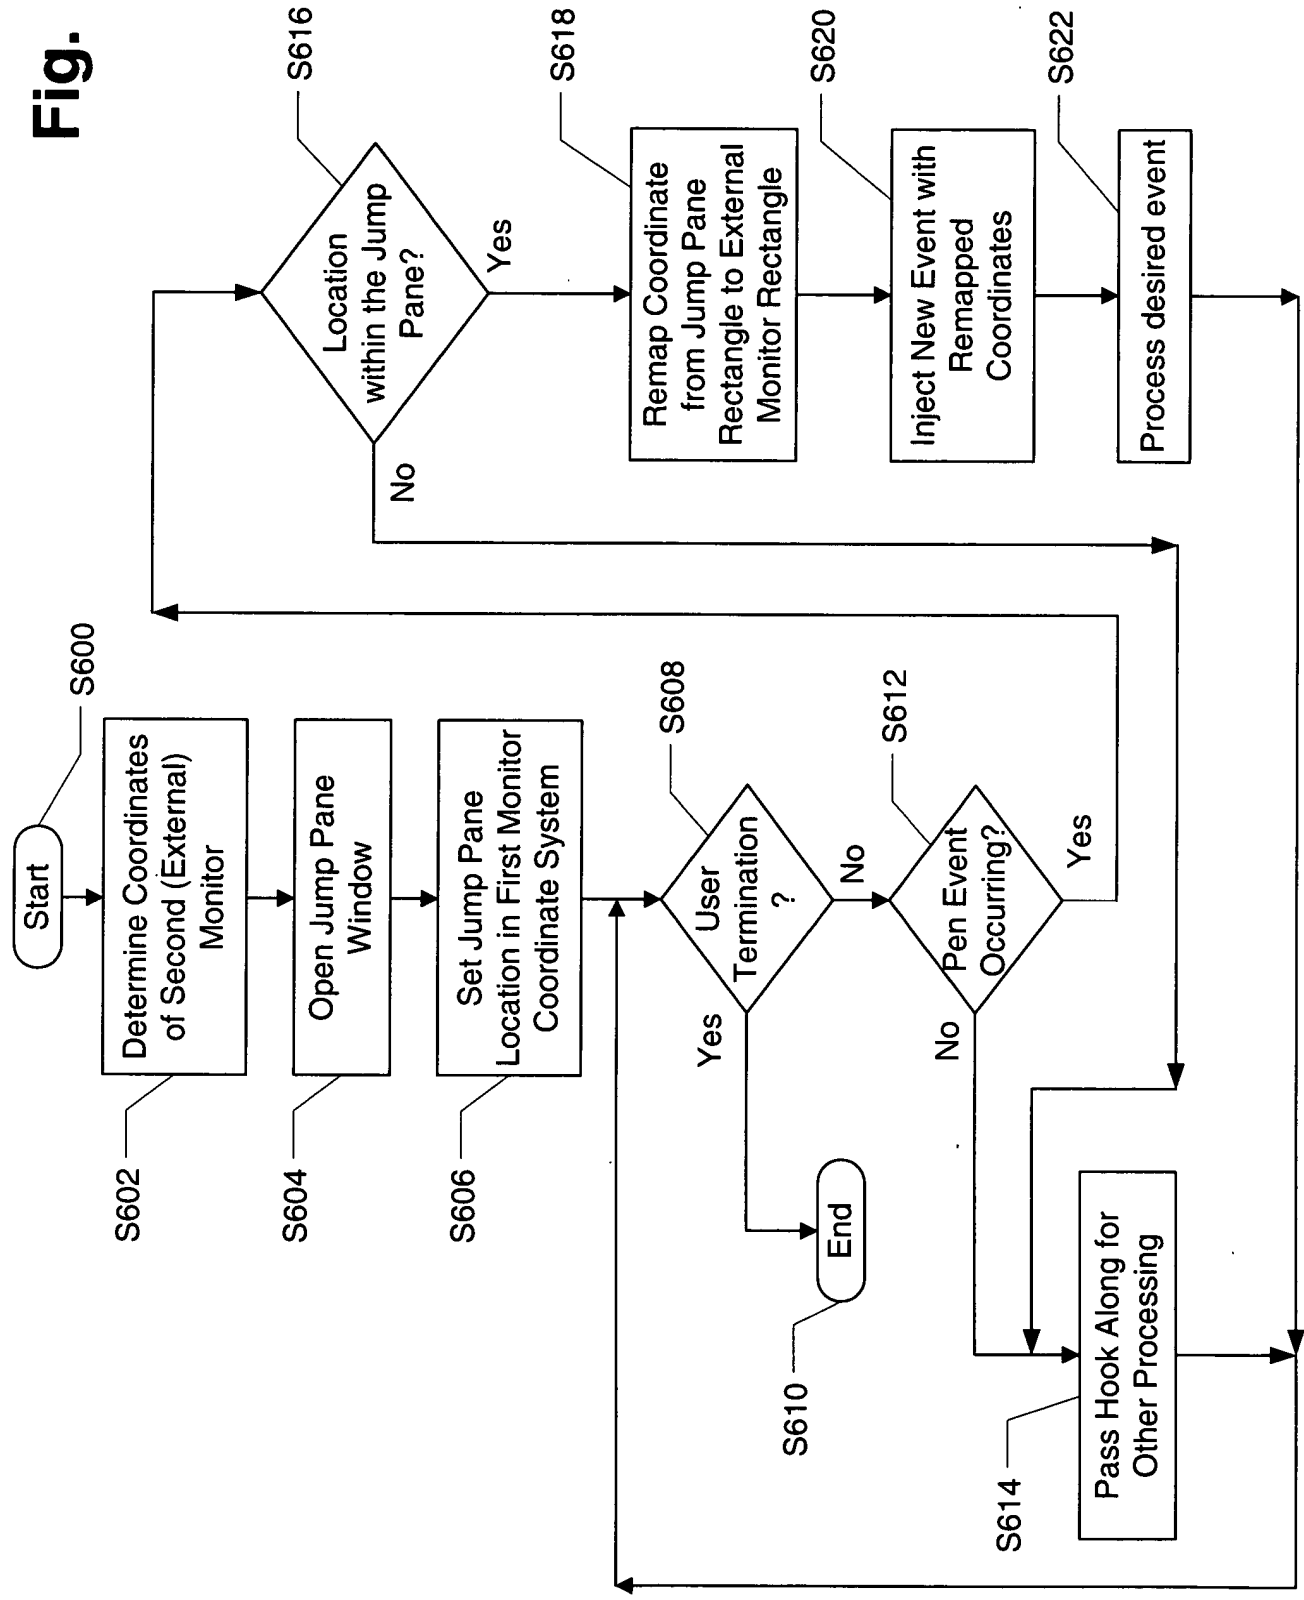 Fig.
Start
S600
Determine Coordinates
of Second (External)
Monitor
S602
Open Jump Pane
Window
S604
Set Jump Pane
Location in First Monitor
Coordinate System
S606
User
Termination
?
S608
Yes
No
End
S610
Pen Event
Occurring?
S612
No
Yes
Pass Hook Along for
Other Processing
S614
Location
within the Jump
Pane?
S616
No
Yes
Remap Coordinate
from Jump Pane
Rectangle to External
Monitor Rectangle
S618
Inject New Event with
Remapped
Coordinates
S620
Process desired event
S622